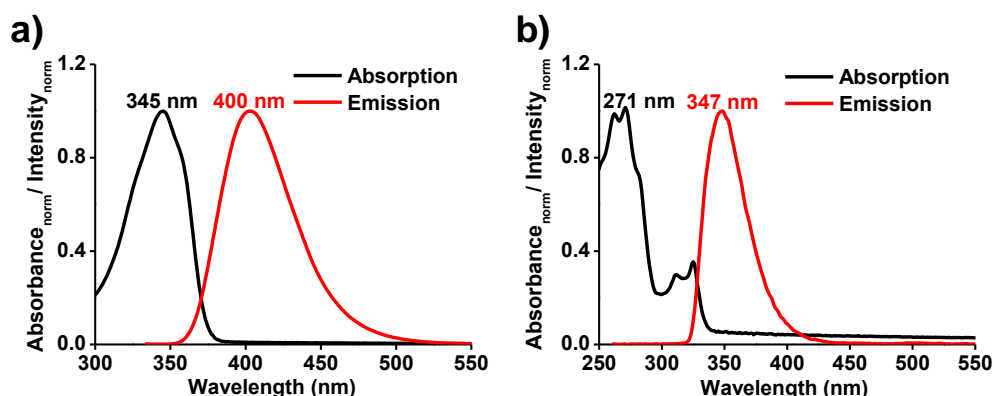 a)
Absorption
Emission
345 nm
400 nm
1.2
0.8
0.4
0.0
Absorbance_norm/ Intensity_norm
300 350 400 450 500 550
Wavelength (nm)
b)
Absorption
Emission
271 nm
347 nm
1.2
0.8
0.4
0.0
Absorbance_norm/ Intensity_norm
250 300 350 400 450 500 550
Wavelength (nm)